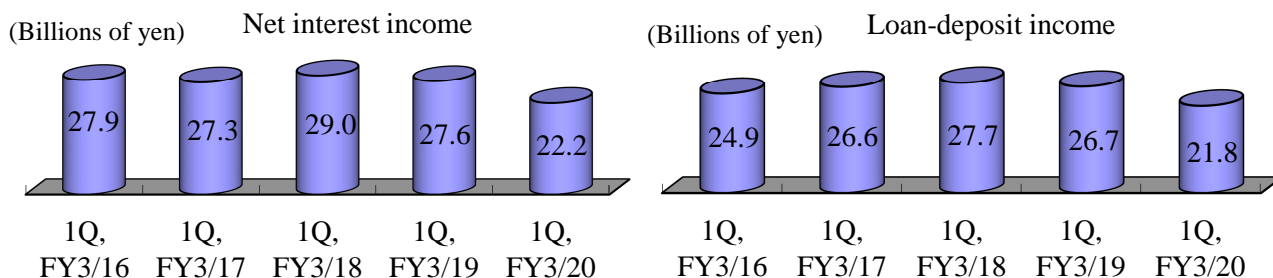 (Billions of yen) Net interest income
27.9 27.3 29.0 27.6 22.2
1Q, 1Q, 1Q, 1Q, 1Q,
FY3/16 FY3/17 FY3/18 FY3/19 FY3/20
(Billions of yen) Loan-deposit income
24.9 26.6 27.7 26.7 21.8
1Q, 1Q, 1Q, 1Q, 1Q,
FY3/16 FY3/17 FY3/18 FY3/19 FY3/20